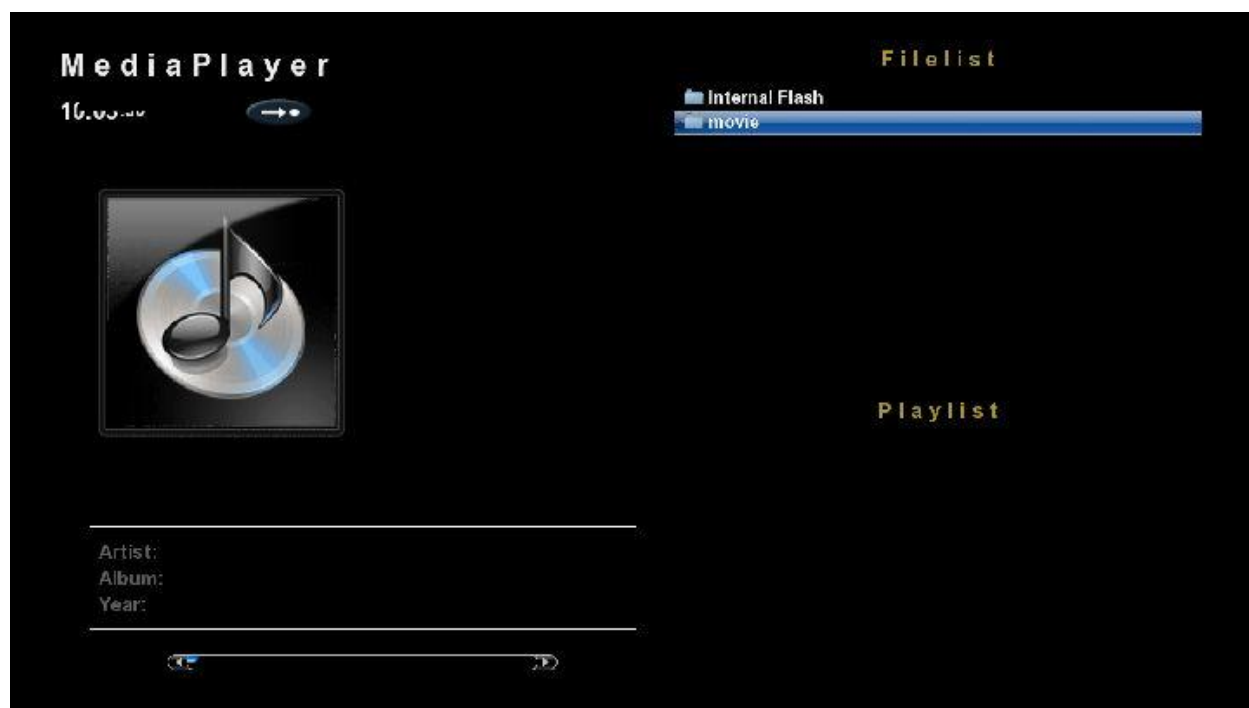 MediaPlayer
Filelist
Internal Flash
movie
Playlist
Artist:
Album:
Year: